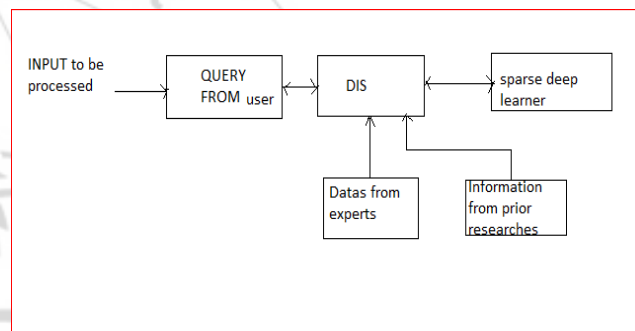 INPUT to be
processed
QUERY
FROM user
DIS
sparse deep
learner
Datas from
experts
Information
from prior
researches